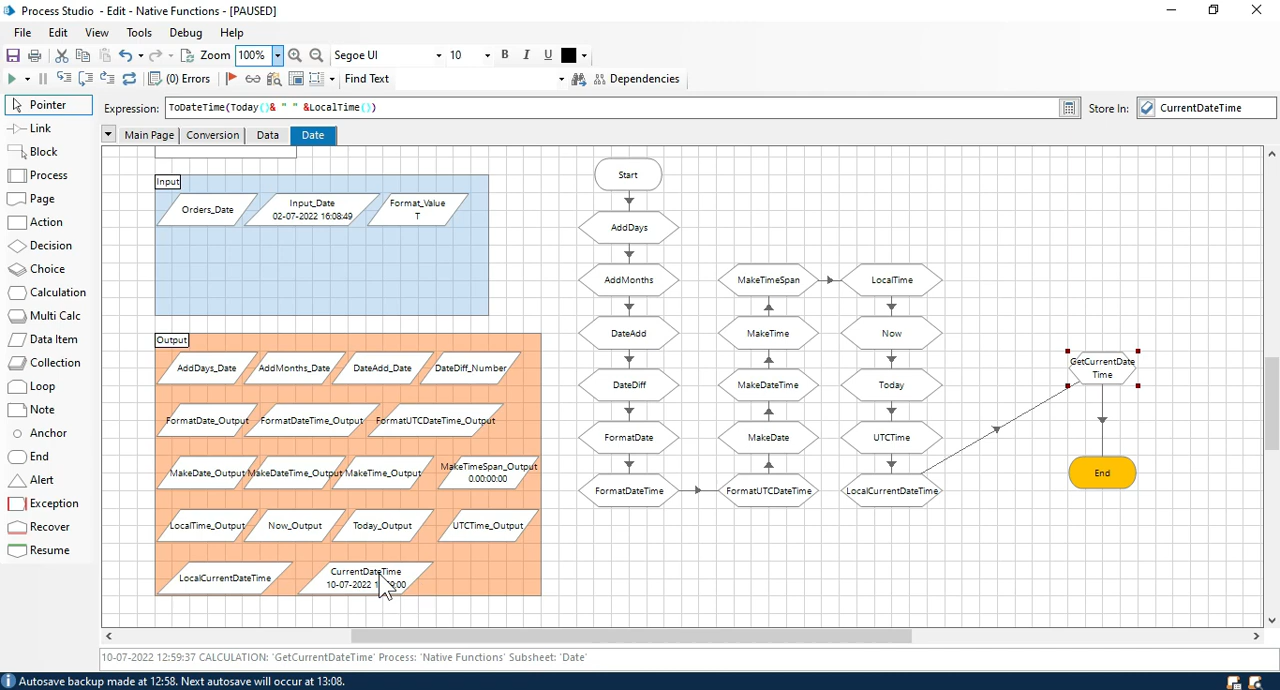 Process Studio - Edit - Native Functions - [PAUSED]
File Edit View Tools Debug Help
Zoom 100% Segoe UI 10 B I U
(0) Errors Find Text Dependencies
Pointer
Link
Block
Process
Page
Action
Decision
Choice
Calculation
Multi Calc
Data Item
Collection
Loop
Note
Anchor
End
Alert
Exception
Recover
Resume
Expression: ToDateTime(Today()& " " &LocalTime()) Store In: CurrentDateTime
Main Page Conversion Data Date
Input
Orders_Date
Input_Date
02-07-2022 16:08:49
Format_Value
T
Output
AddDays_Date AddMonths_Date DateAdd_Date DateDiff_Number
FormatDate_Output FormatDateTime_Output FormatUTCDateTime_Output
MakeDate_Output MakeDateTime_Output MakeTime_Output MakeTimeSpan_Output
0.00:00:00
LocalTime_Output Now_Output Today_Output UTCTime_Output
LocalCurrentDateTime
CurrentDateTime
10-07-2022
Start
AddDays
AddMonths
DateAdd
DateDiff
FormatDate
FormatDateTime
FormatUTCDateTime
MakeDate
MakeDateTime
MakeTime
MakeTimeSpan
LocalTime
Now
Today
UTCTime
LocalCurrentDateTime
GetCurrentDate
Time
End
10-07-2022 12:59:37 CALCULATION: 'GetCurrentDateTime' Process: 'Native Functions' Subsheet: 'Date'
Autosave backup made at 12:58. Next autosave will occur at 13:08.